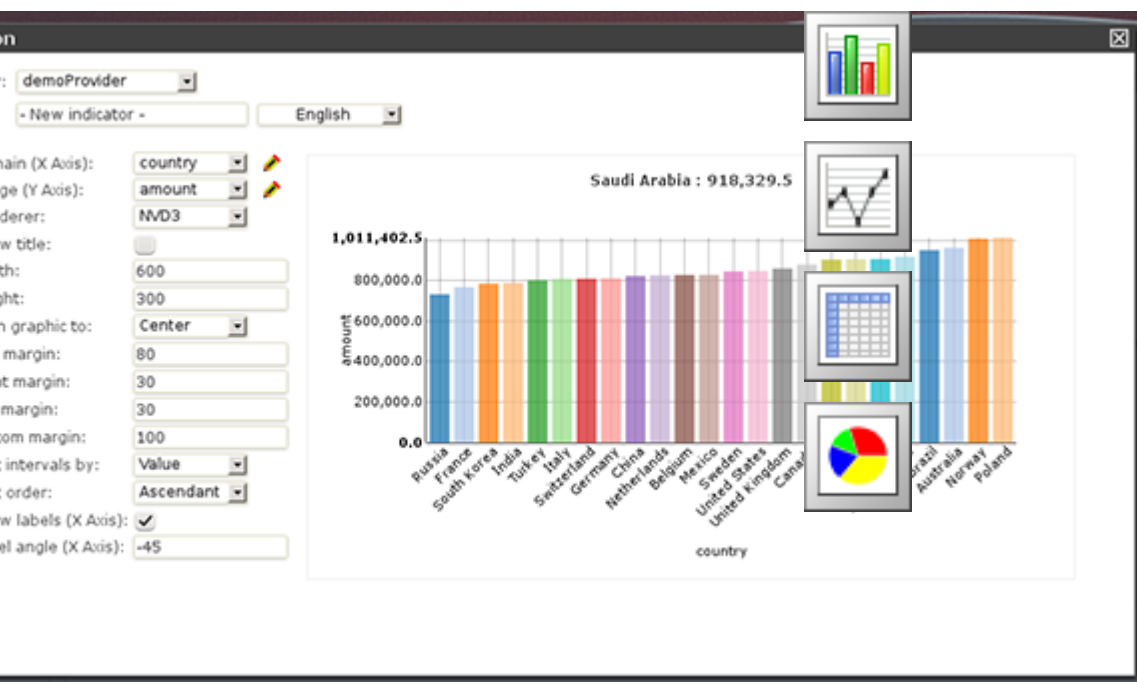 on
: demoProvider
- New indicator -
English
main (X Axis): country
ge (Y Axis): amount
derer: NVD3
w title:
th: 600
ght: 300
n graphic to: Center
margin: 80
nt margin: 30
margin: 30
tom margin: 100
t intervals by: Value
t order: Ascendant
w labels (X Axis):
el angle (X Axis): -45
Saudi Arabia : 918,329.5
1,011,402.5
800,000.0
600,000.0
400,000.0
200,000.0
0.0
amount
Russia
France
South Korea
India
Turkey
Italy
Switzerland
Germany
China
Netherlands
Belgium
Mexico
Sweden
United States
United Kingdom
Canad
razil
Australia
Norway
Poland
country